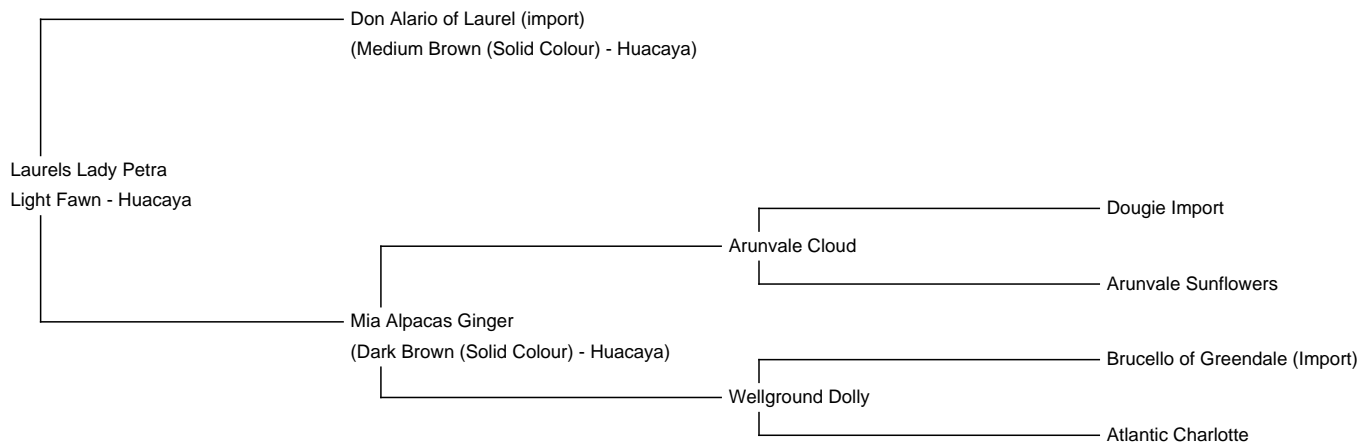 Don Alario of Laurel (import)
(Medium Brown (Solid Colour) - Huacaya)
Laurels Lady Petra
Light Fawn - Huacaya
Dougie Import
Arunvale Cloud
Arunvale Sunflowers
Mia Alpacas Ginger
(Dark Brown (Solid Colour) - Huacaya)
Brucello of Greendale (Import)
Wellground Dolly
Atlantic Charlotte